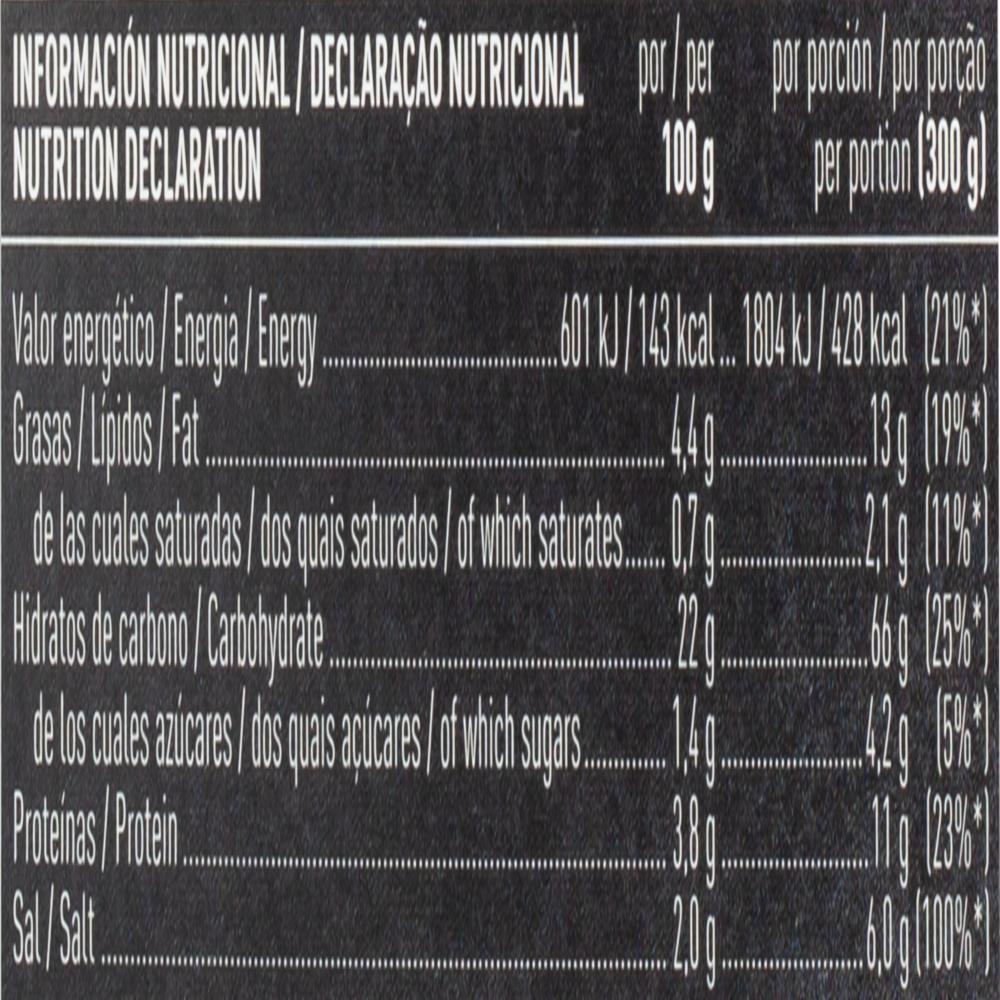 INFORMACIÓN NUTRICIONAL / DECLARAÇÃO NUTRICIONAL por / per por porción / por porção
NUTRITION DECLARATION 100 g per portion (300 g)
Valor energético / Energia / Energy 601 kJ / 143 kcal ... 1804 kJ / 428 kcal (21%*)
Grasas / Lípidos / Fat 4,4 g 13 g (19%*)
de las cuales saturadas / dos quais saturados / of which saturates 0,7 g 2,1 g (11%*)
Hidratos de carbono / Carbohydrate 22 g 66 g (25%*)
de los cuales azúcares / dos quais açúcares / of which sugars 1,4 g 4,2 g (5%*)
Proteínas / Protein 3,8 g 11 g (23%*)
Sal / Salt 2,0 g 6,0 g (100%*)